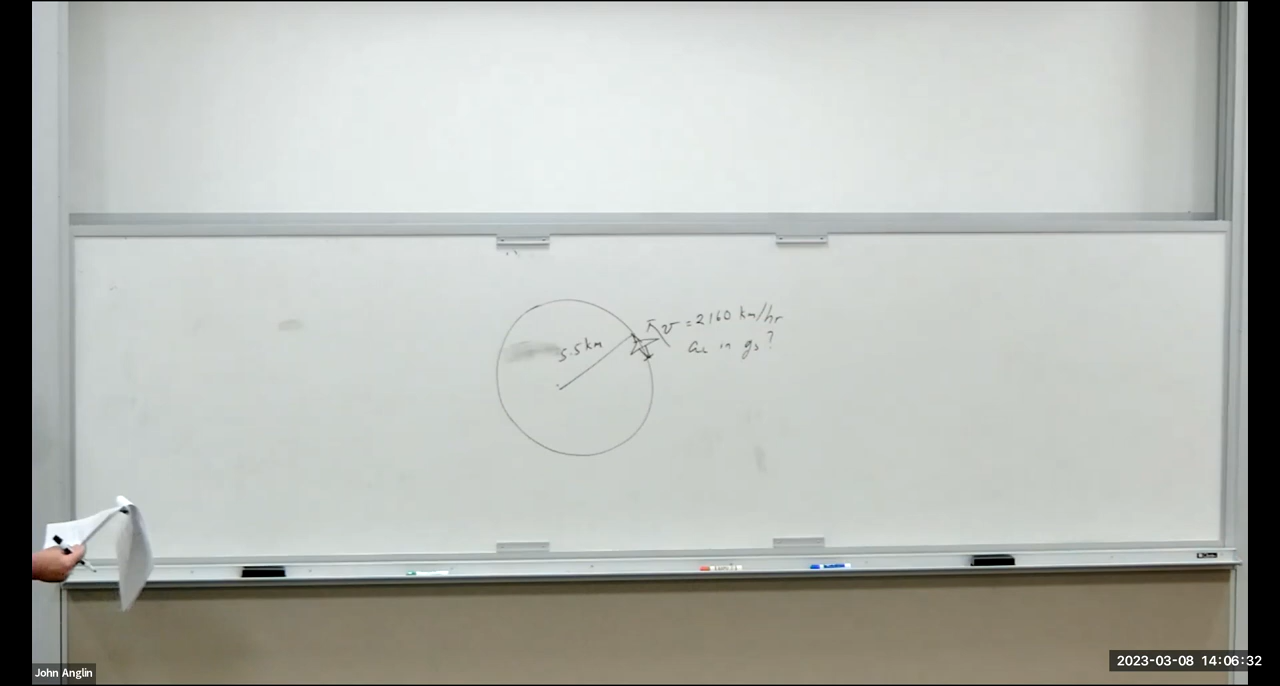 v = 2160 km/hr
5.5km
ac in gs?
John Anglin
2023-03-08 14:06:32